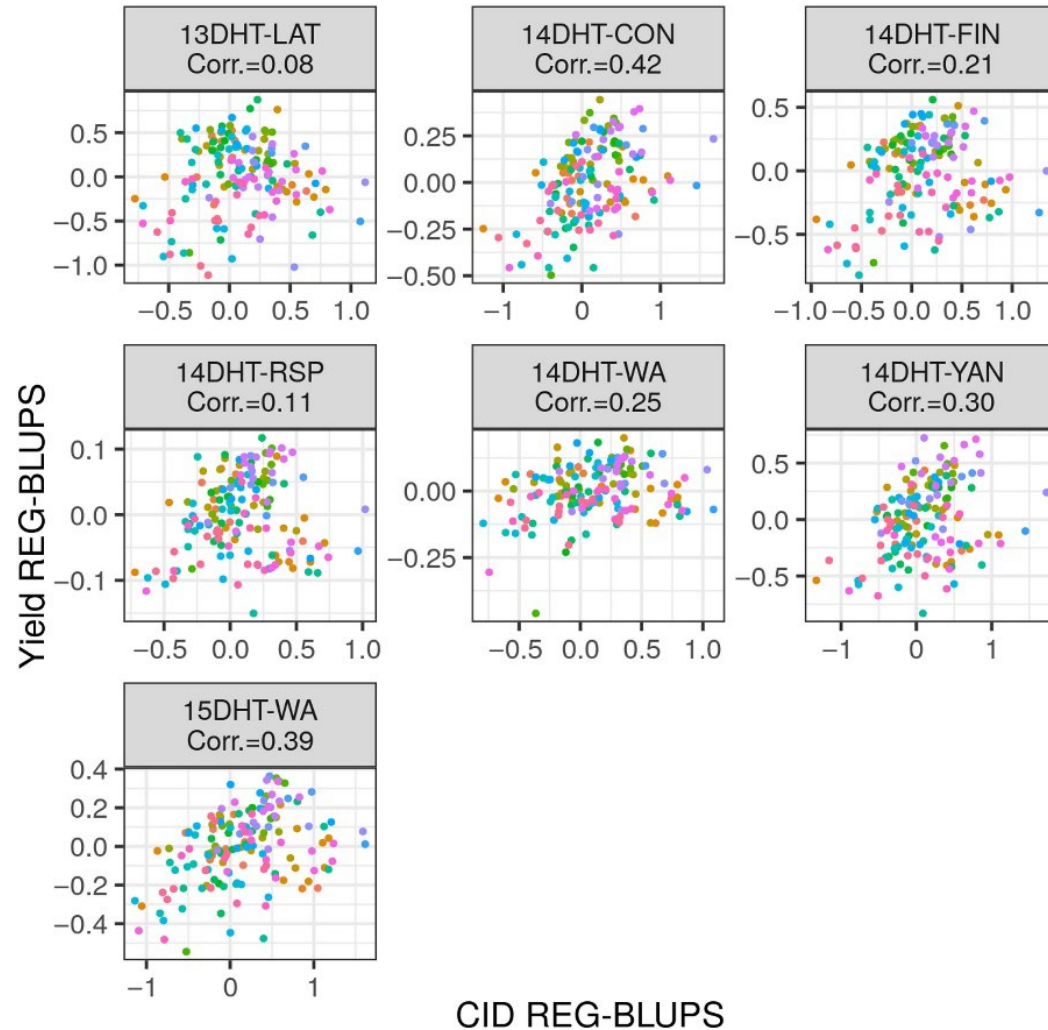 13DHT-LAT
Corr.=0.08
14DHT-CON
Corr.=0.42
14DHT-FIN
Corr.=0.21
0.5
0.0
−0.5
−1.0
−0.5 0.0 0.5 1.0
0.25
0.00
−0.25
−0.50
−1 0 1
0.5
0.0
−0.5
−1.0 −0.5 0.0 0.5 1.0
14DHT-RSP
Corr.=0.11
14DHT-WA
Corr.=0.25
14DHT-YAN
Corr.=0.30
0.1
0.0
−0.1
−0.5 0.0 0.5 1.0
0.00
−0.25
−0.5 0.0 0.5 1.0
0.5
0.0
−0.5
−1 0 1
15DHT-WA
Corr.=0.39
0.4
0.2
0.0
−0.2
−0.4
−1 0 1
Yield REG-BLUPS
CID REG-BLUPS